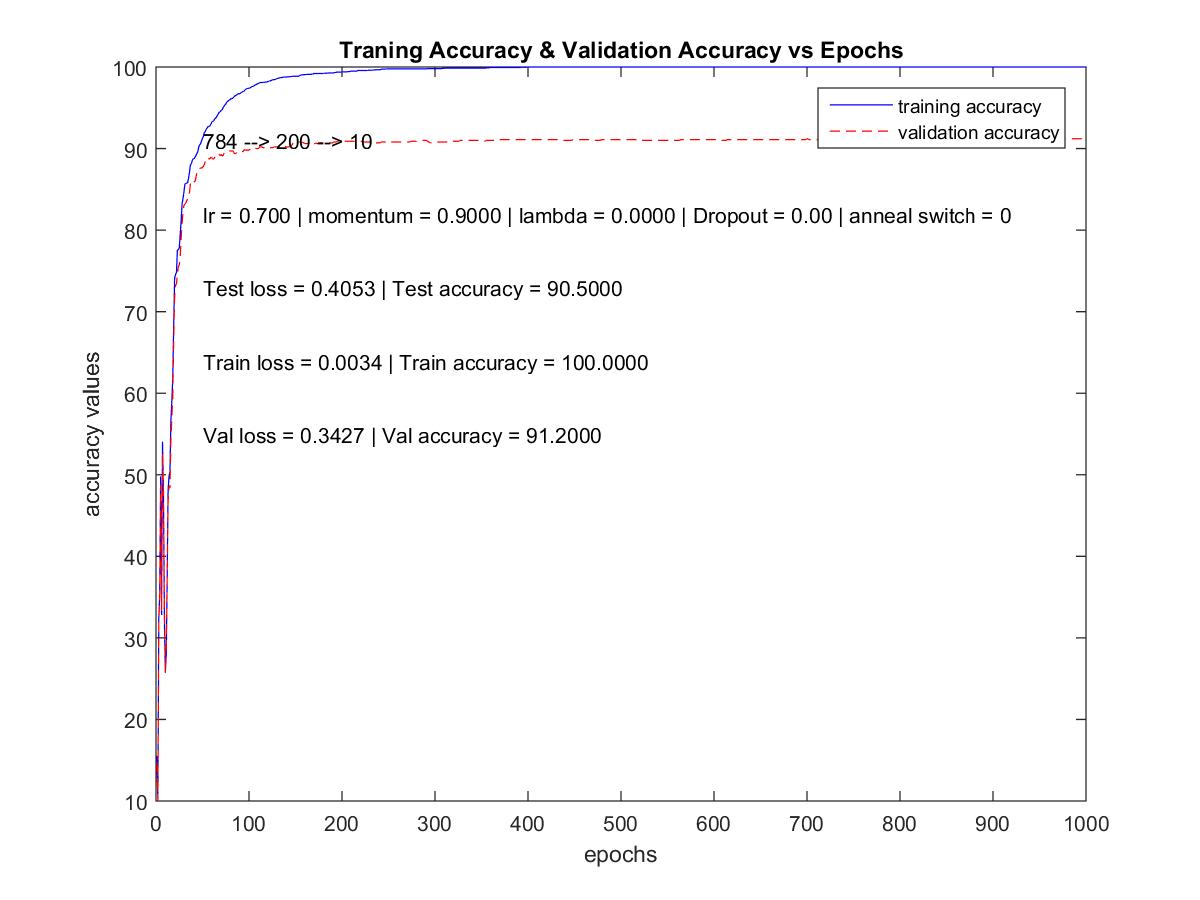 Traning Accuracy & Validation Accuracy vs Epochs
100
90
80
70
60
50
40
30
20
10
accuracy values
training accuracy
validation accuracy
784 --> 200 --> 10
lr = 0.700 | momentum = 0.9000 | lambda = 0.0000 | Dropout = 0.00 | anneal switch = 0
Test loss = 0.4053 | Test accuracy = 90.5000
Train loss = 0.0034 | Train accuracy = 100.0000
Val loss = 0.3427 | Val accuracy = 91.2000
0 100 200 300 400 500 600 700 800 900 1000
epochs